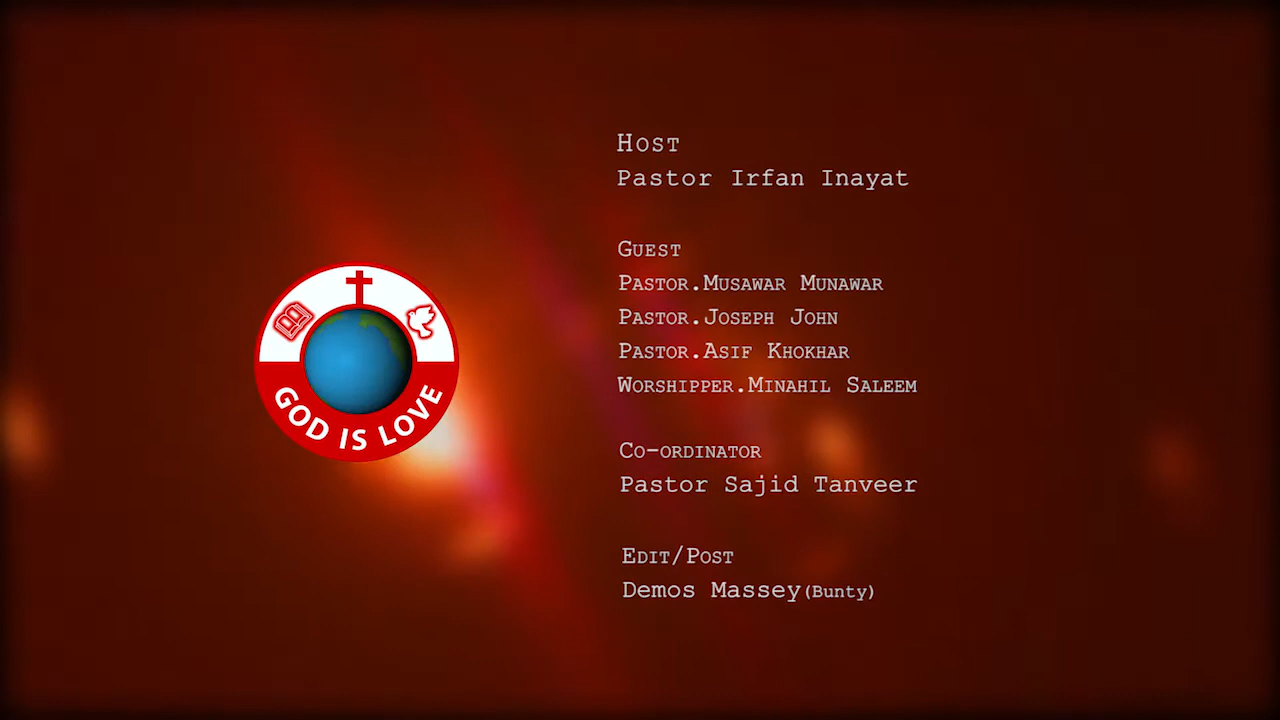 GOD IS LOVE
Host
Pastor Irfan Inayat
Guest
Pastor.Musawar Munawar
Pastor.Joseph John
Pastor.Asif Khokhar
Worshipper.Minahil Saleem
Co-ordinator
Pastor Sajid Tanveer
Edit/Post
Demos Massey(Bunty)